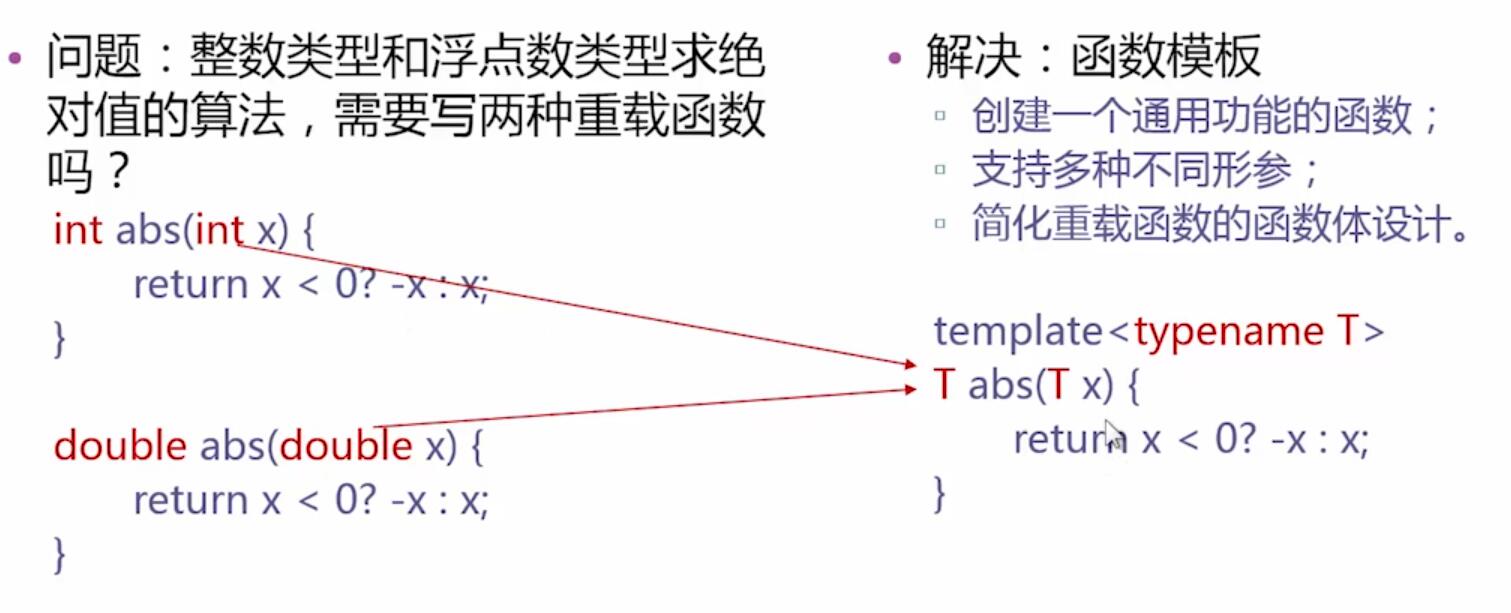 • 问题：整数类型和浮点数类型求绝
对值的算法，需要写两种重载函数
吗？
int abs(int x) {
return x < 0? -x : x;
}
double abs(double x) {
return x < 0? -x : x;
}
• 解决：函数模板
▫ 创建一个通用功能的函数；
▫ 支持多种不同形参；
▫ 简化重载函数的函数体设计。
template<typename T>
T abs(T x) {
return x < 0? -x : x;
}